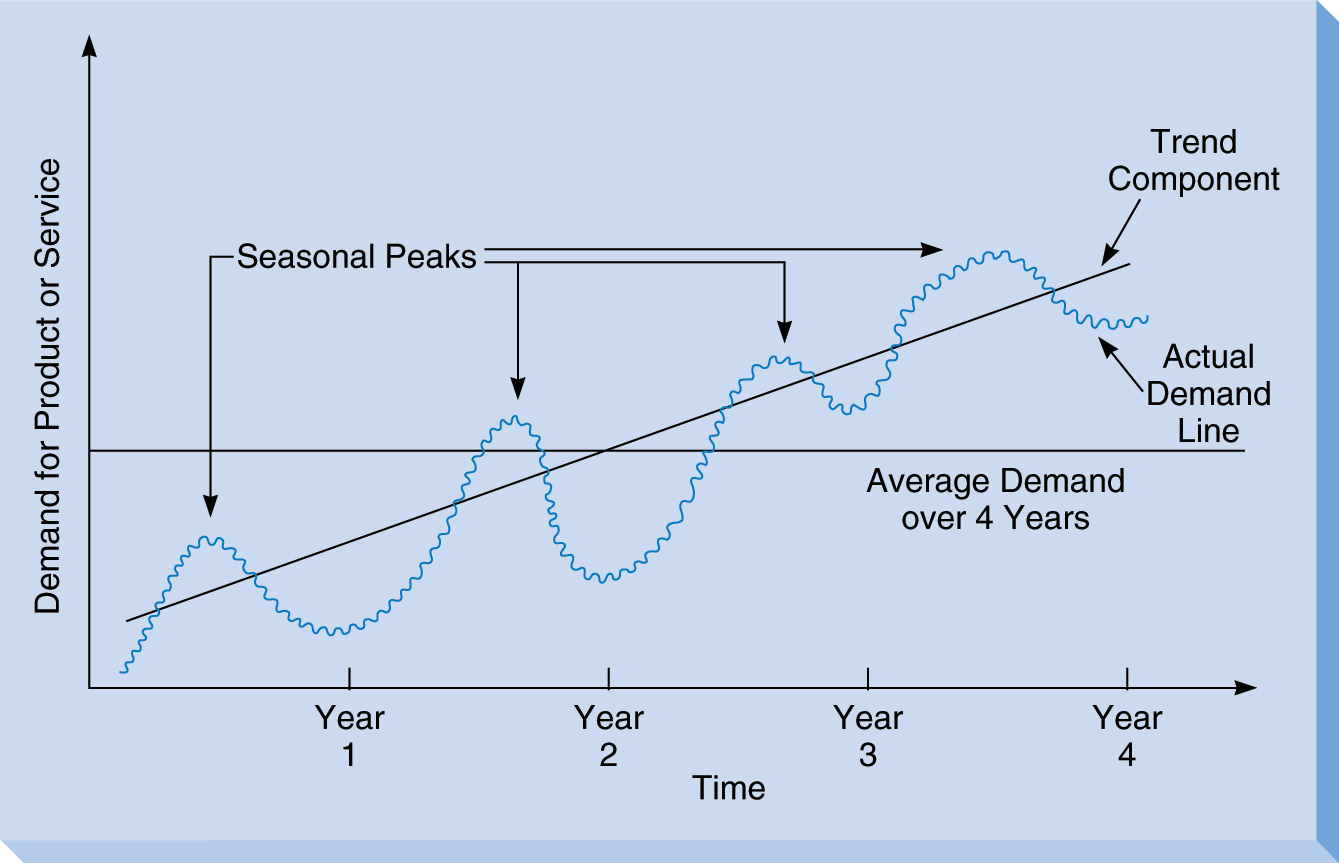 Trend
Component
Seasonal Peaks
Demand for Product or Service
Actual
Demand
Line
Average Demand
over 4 Years
Year
1
Year
2
Year
3
Year
4
Time